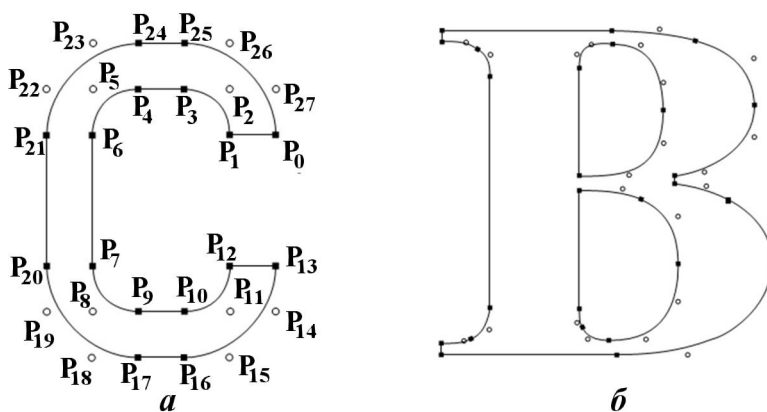 P23 P24 P25 P26
P22 P5 P4 P3 P2 P27
P21 P6 P1 P0
P20 P7 P12 P13
P19 P8 P9 P10 P11 P14
P18 P17 P16 P15
а б